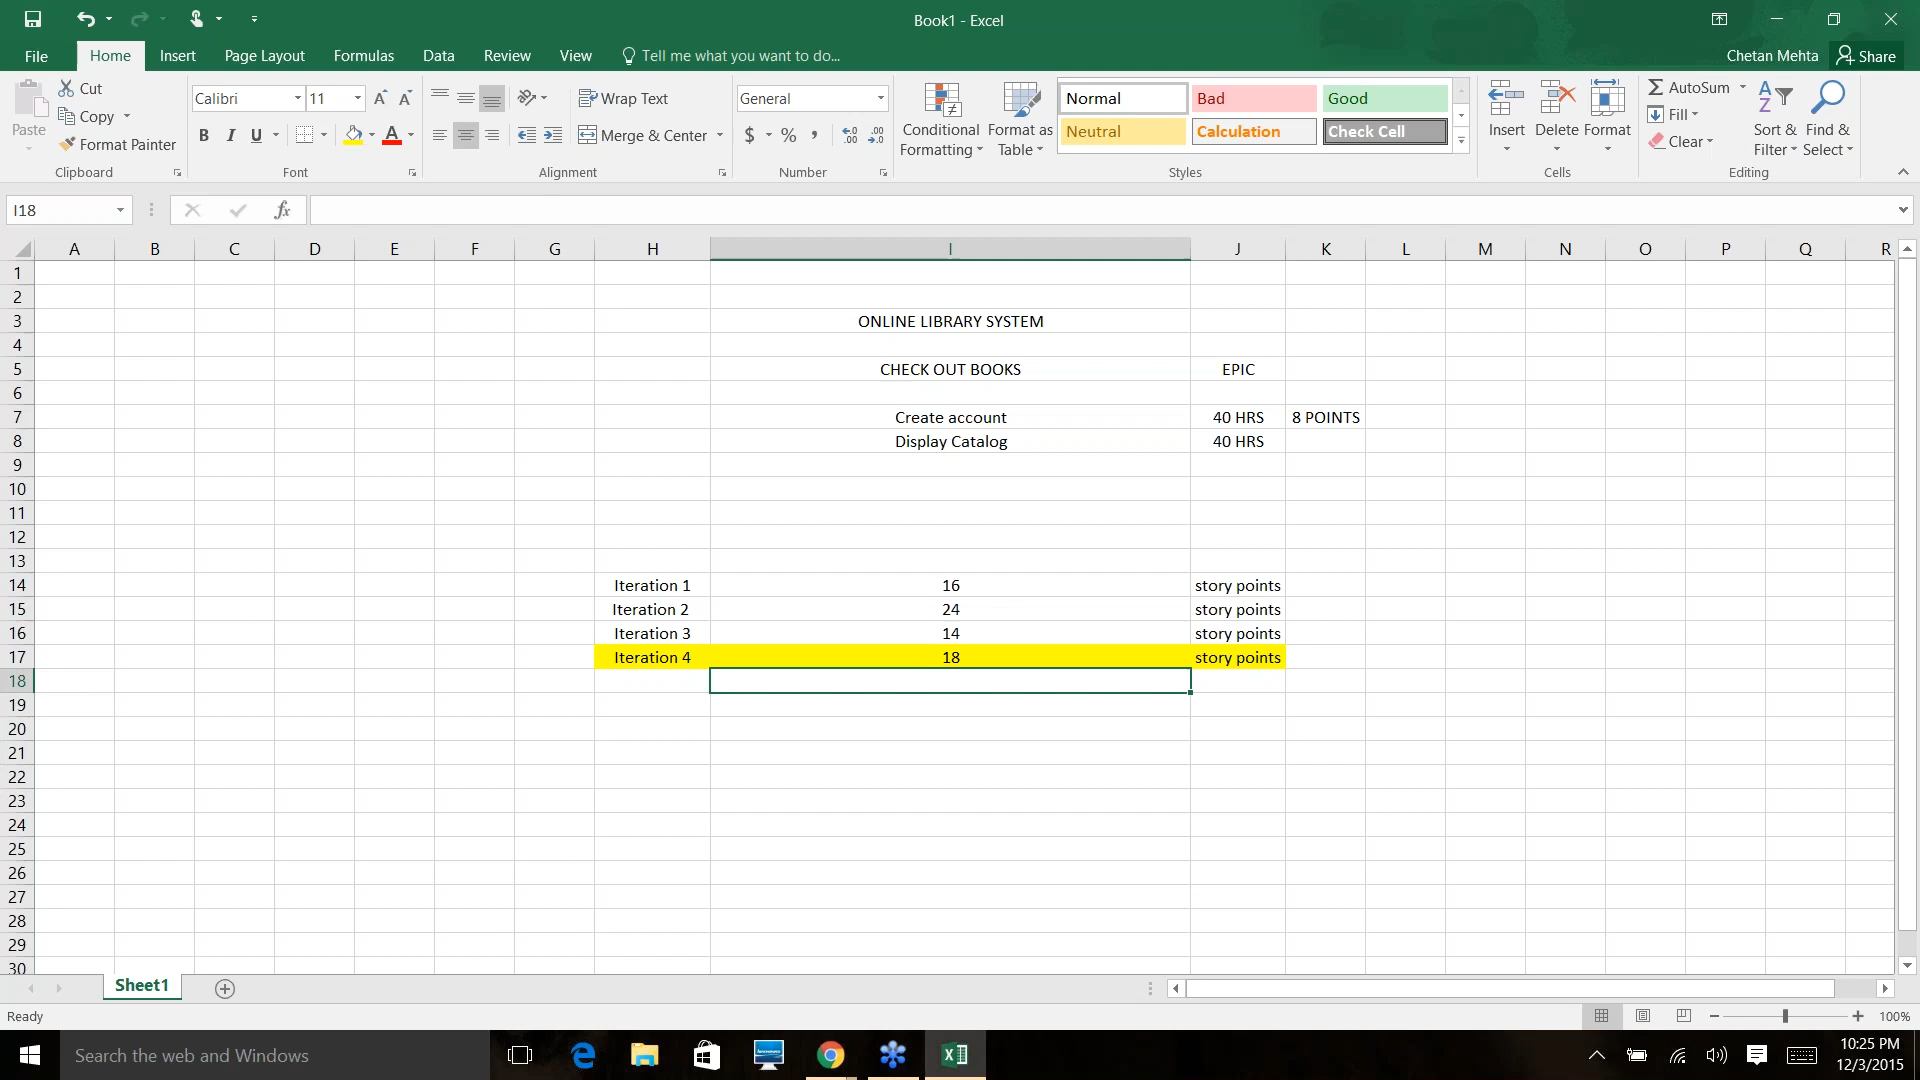 Book1 - Excel
File Home Insert Page Layout Formulas Data Review View Tell me what you want to do... Chetan Mehta Share
Paste
Cut
Copy
Format Painter
Clipboard
Calibri 11 A A
B I U A
Font
Wrap Text
Merge & Center
Alignment
General
$ % , .00 .00
Number
Conditional Formatting
Format as Table
Normal Bad Good
Neutral Calculation Check Cell
Styles
Insert Delete Format
Cells
AutoSum
Fill
Clear
Sort & Filter
Find & Select
Editing
I18 fx
A B C D E F G H I J K L M N O P Q R
1
2
3 ONLINE LIBRARY SYSTEM
4
5 CHECK OUT BOOKS EPIC
6
7 Create account 40 HRS 8 POINTS
8 Display Catalog 40 HRS
9
10
11
12
13
14 Iteration 1 16 story points
15 Iteration 2 24 story points
16 Iteration 3 14 story points
17 Iteration 4 18 story points
18
19
20
21
22
23
24
25
26
27
28
29
30
Sheet1
Ready 100%
Search the web and Windows
10:25 PM
12/3/2015